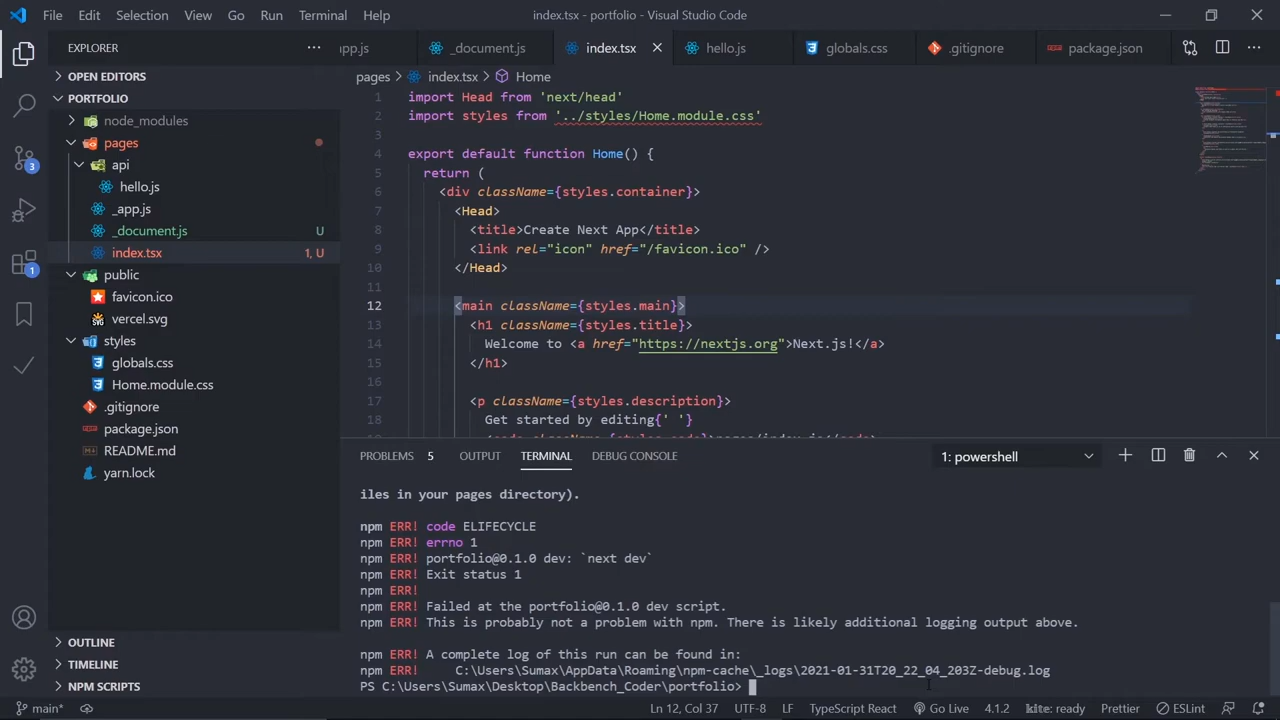 File Edit Selection View Go Run Terminal Help index.tsx - portfolio - Visual Studio Code
EXPLORER
OPEN EDITORS
PORTFOLIO
node_modules
pages
api
hello.js
_app.js
_document.js U
index.tsx 1, U
public
favicon.ico
vercel.svg
styles
globals.css
Home.module.css
.gitignore
package.json
README.md
yarn.lock
OUTLINE
TIMELINE
NPM SCRIPTS
3
1
app.js _document.js index.tsx hello.js globals.css .gitignore package.json
pages > index.tsx > Home
1 import Head from 'next/head'
2 import styles from '../styles/Home.module.css'
3
4 export default function Home() {
5 return (
6 <div className={styles.container}>
7 <Head>
8 <title>Create Next App</title>
9 <link rel="icon" href="/favicon.ico" />
10 </Head>
11
12 <main className={styles.main}>
13 <h1 className={styles.title}>
14 Welcome to <a href="https://nextjs.org">Next.js!</a>
15 </h1>
16
17 <p className={styles.description}>
18 Get started by editing{' '}
PROBLEMS 5 OUTPUT TERMINAL DEBUG CONSOLE 1: powershell
iles in your pages directory).
npm ERR! code ELIFECYCLE
npm ERR! errno 1
npm ERR! portfolio@0.1.0 dev: `next dev`
npm ERR! Exit status 1
npm ERR!
npm ERR! Failed at the portfolio@0.1.0 dev script.
npm ERR! This is probably not a problem with npm. There is likely additional logging output above.
npm ERR! A complete log of this run can be found in:
npm ERR! C:\Users\Sumax\AppData\Roaming\npm-cache\_logs\2021-01-31T20_22_04_203Z-debug.log
PS C:\Users\Sumax\Desktop\Backbench_Coder\portfolio>
main* Ln 12, Col 37 UTF-8 LF TypeScript React Go Live 4.1.2 kite: ready Prettier ESLint